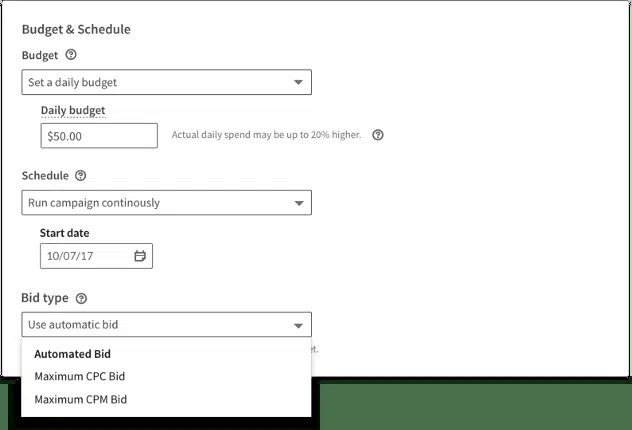 Budget & Schedule
Budget
Set a daily budget
Daily budget
$50.00 Actual daily spend may be up to 20% higher.
Schedule
Run campaign continously
Start date
10/07/17
Bid type
Use automatic bid
Automated Bid
Maximum CPC Bid
Maximum CPM Bid